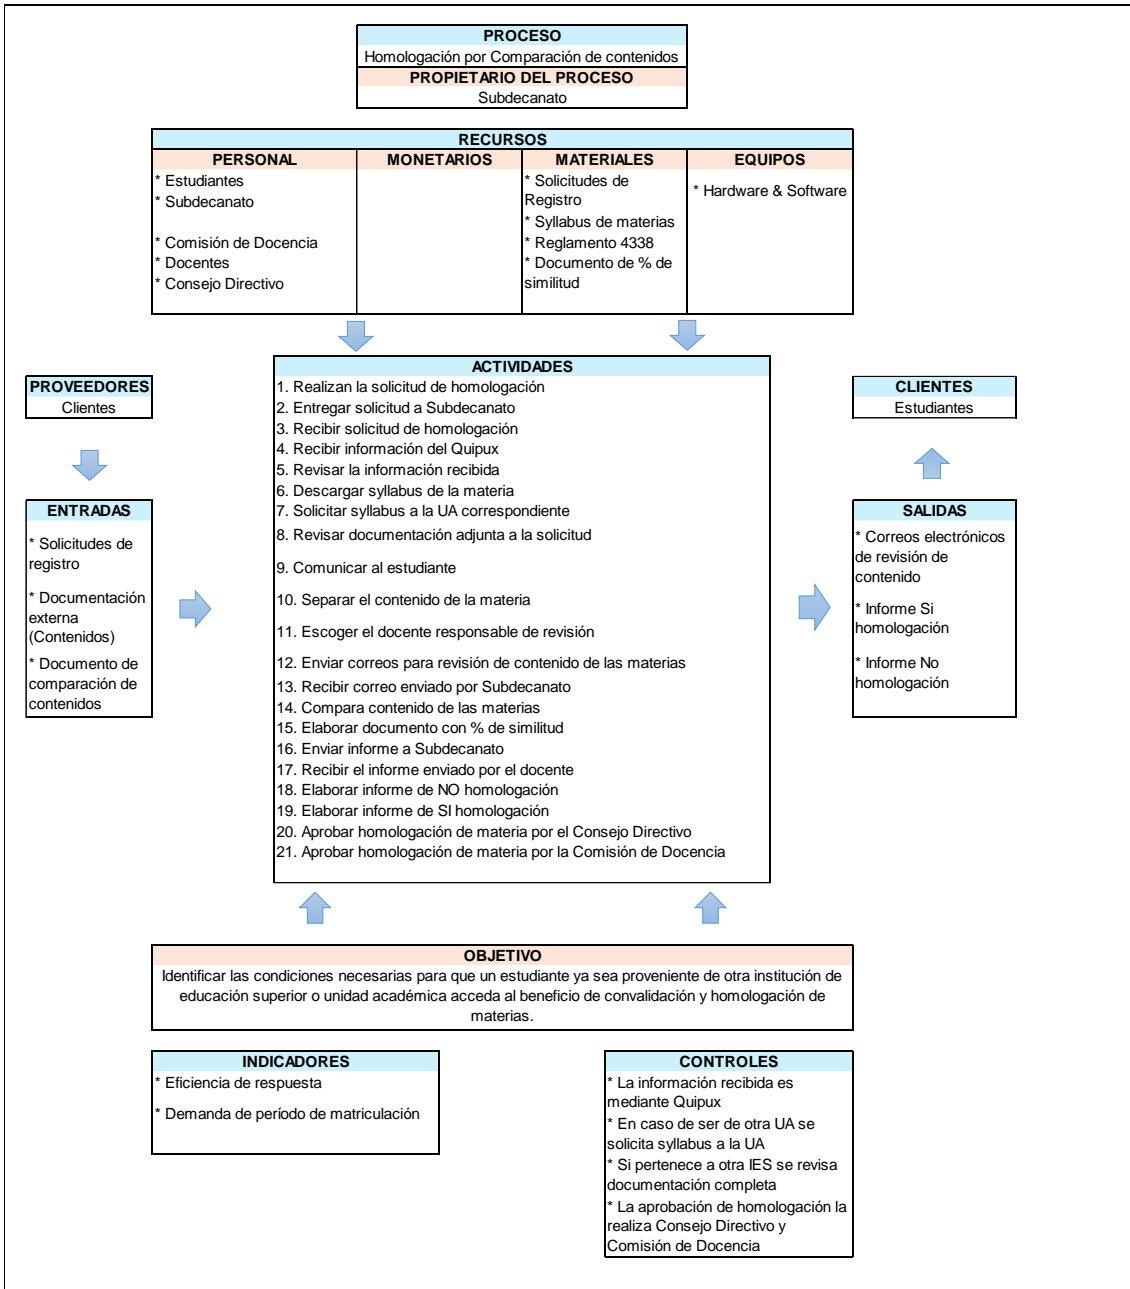 PROCESO
Homologación por Comparación de contenidos
PROPIETARIO DEL PROCESO
Subdecanato
RECURSOS
PERSONAL
* Estudiantes
* Subdecanato
* Comisión de Docencia
* Docentes
* Consejo Directivo
MONETARIOS
MATERIALES
* Solicitudes de
Registro
* Syllabus de materias
* Reglamento 4338
* Documento de % de
similitud
EQUIPOS
* Hardware & Software
PROVEEDORES
Clientes
ENTRADAS
* Solicitudes de
registro
* Documentación
externa
(Contenidos)
* Documento de
comparación de
contenidos
ACTIVIDADES
1. Realizan la solicitud de homologación
2. Entregar solicitud a Subdecanato
3. Recibir solicitud de homologación
4. Recibir información del Quipux
5. Revisar la información recibida
6. Descargar syllabus de la materia
7. Solicitar syllabus a la UA correspondiente
8. Revisar documentación adjunta a la solicitud
9. Comunicar al estudiante
10. Separar el contenido de la materia
11. Escoger el docente responsable de revisión
12. Enviar correos para revisión de contenido de las materias
13. Recibir correo enviado por Subdecanato
14. Compara contenido de las materias
15. Elaborar documento con % de similitud
16. Enviar informe a Subdecanato
17. Recibir el informe enviado por el docente
18. Elaborar informe de NO homologación
19. Elaborar informe de SI homologación
20. Aprobar homologación de materia por el Consejo Directivo
21. Aprobar homologación de materia por la Comisión de Docencia
CLIENTES
Estudiantes
SALIDAS
* Correos electrónicos
de revisión de
contenido
* Informe Si
homologación
* Informe No
homologación
OBJETIVO
Identificar las condiciones necesarias para que un estudiante ya sea proveniente de otra institución de
educación superior o unidad académica acceda al beneficio de convalidación y homologación de
materias.
INDICADORES
* Eficiencia de respuesta
* Demanda de período de matriculación
CONTROLES
* La información recibida es
mediante Quipux
* En caso de ser de otra UA se
solicita syllabus a la UA
* Si pertenece a otra IES se revisa
documentación completa
* La aprobación de homologación la
realiza Consejo Directivo y
Comisión de Docencia